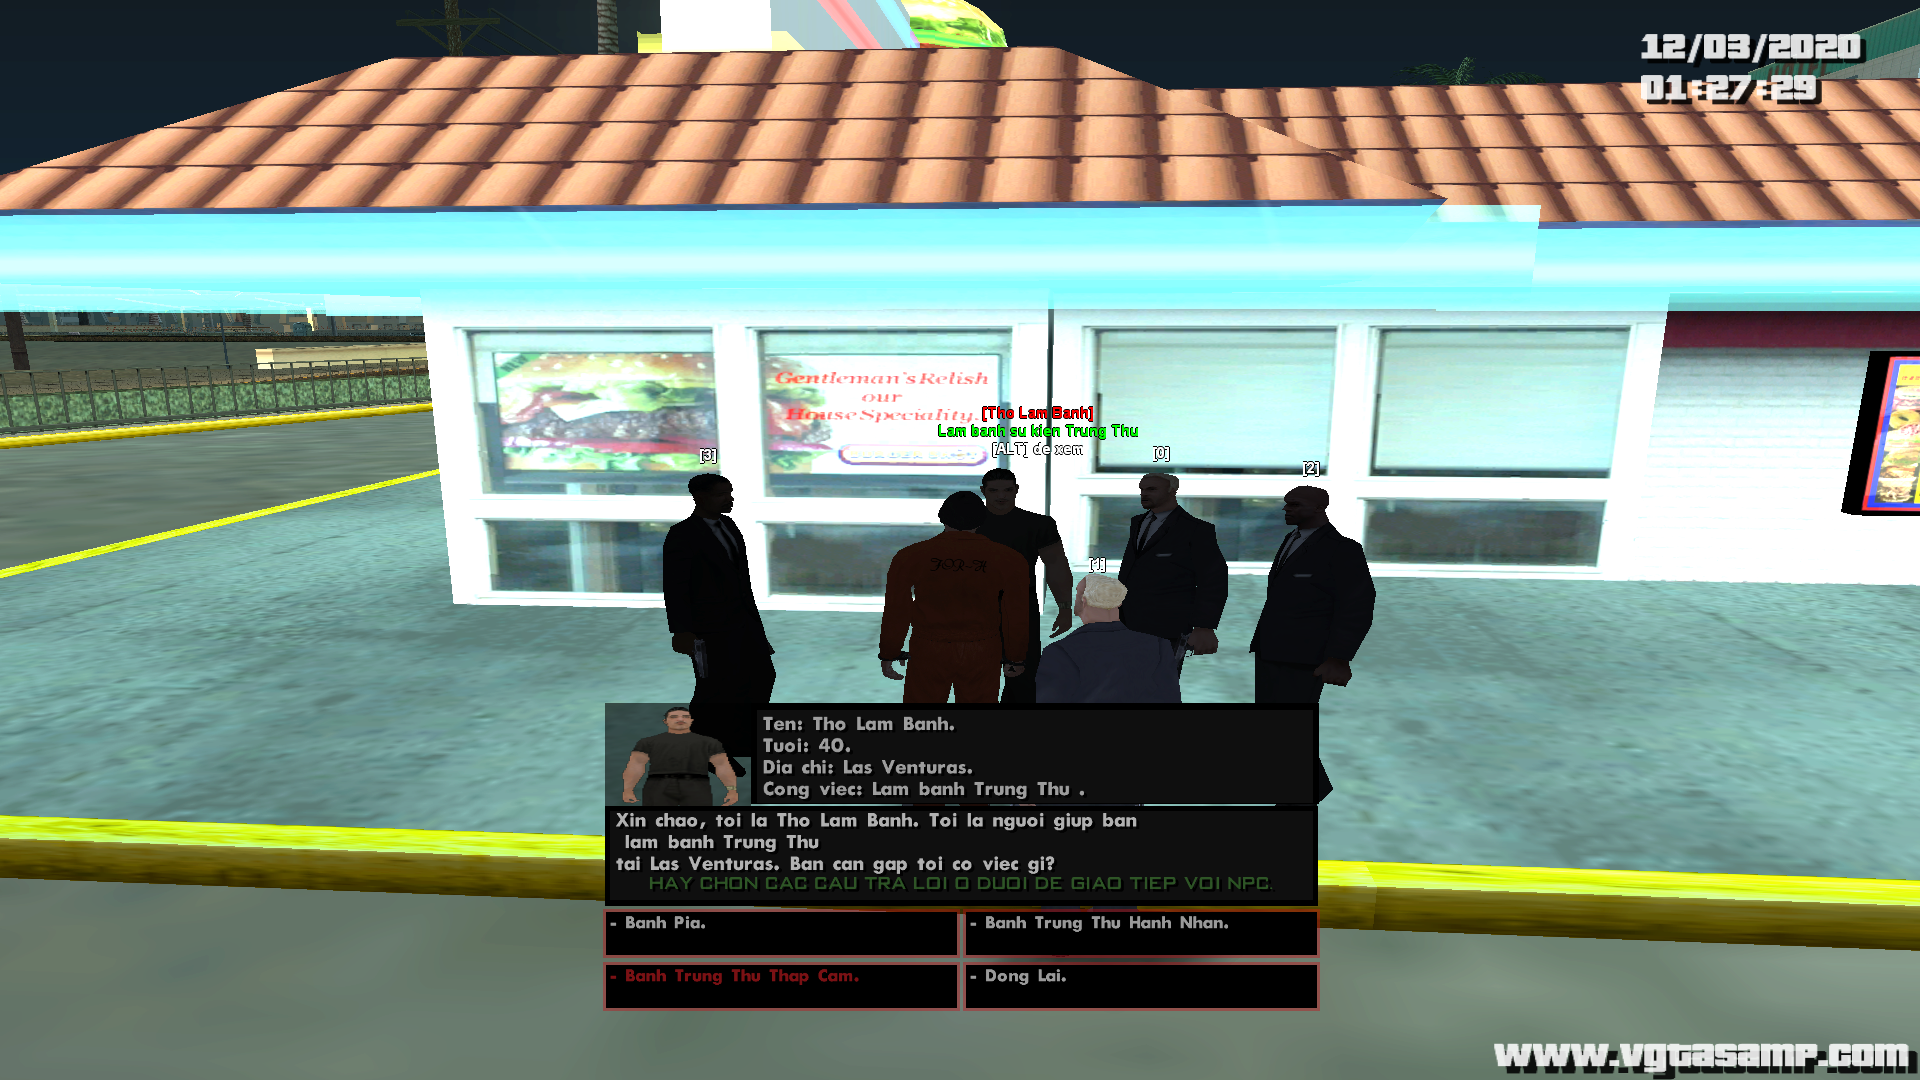 12/03/2020
01:27:29
Gentleman's Relish
our
House Speciality.
[Tho Lam Banh]
Lam banh su kien Trung Thu
[ALT] de xem
[3]
[0]
[2]
[1]
Ten: Tho Lam Banh.
Tuoi: 40.
Dia chi: Las Venturas.
Cong viec: Lam banh Trung Thu .
Xin chao, toi la Tho Lam Banh. Toi la nguoi giup ban
lam banh Trung Thu
tai Las Venturas. Ban can gap toi co viec gi?
HAY CHON CAC CAU TRA LOI O DUOI DE GIAO TIEP VOI NPC.
- Banh Pia.
- Banh Trung Thu Hanh Nhan.
- Banh Trung Thu Thap Cam.
- Dong Lai.
www.vgtasamp.com